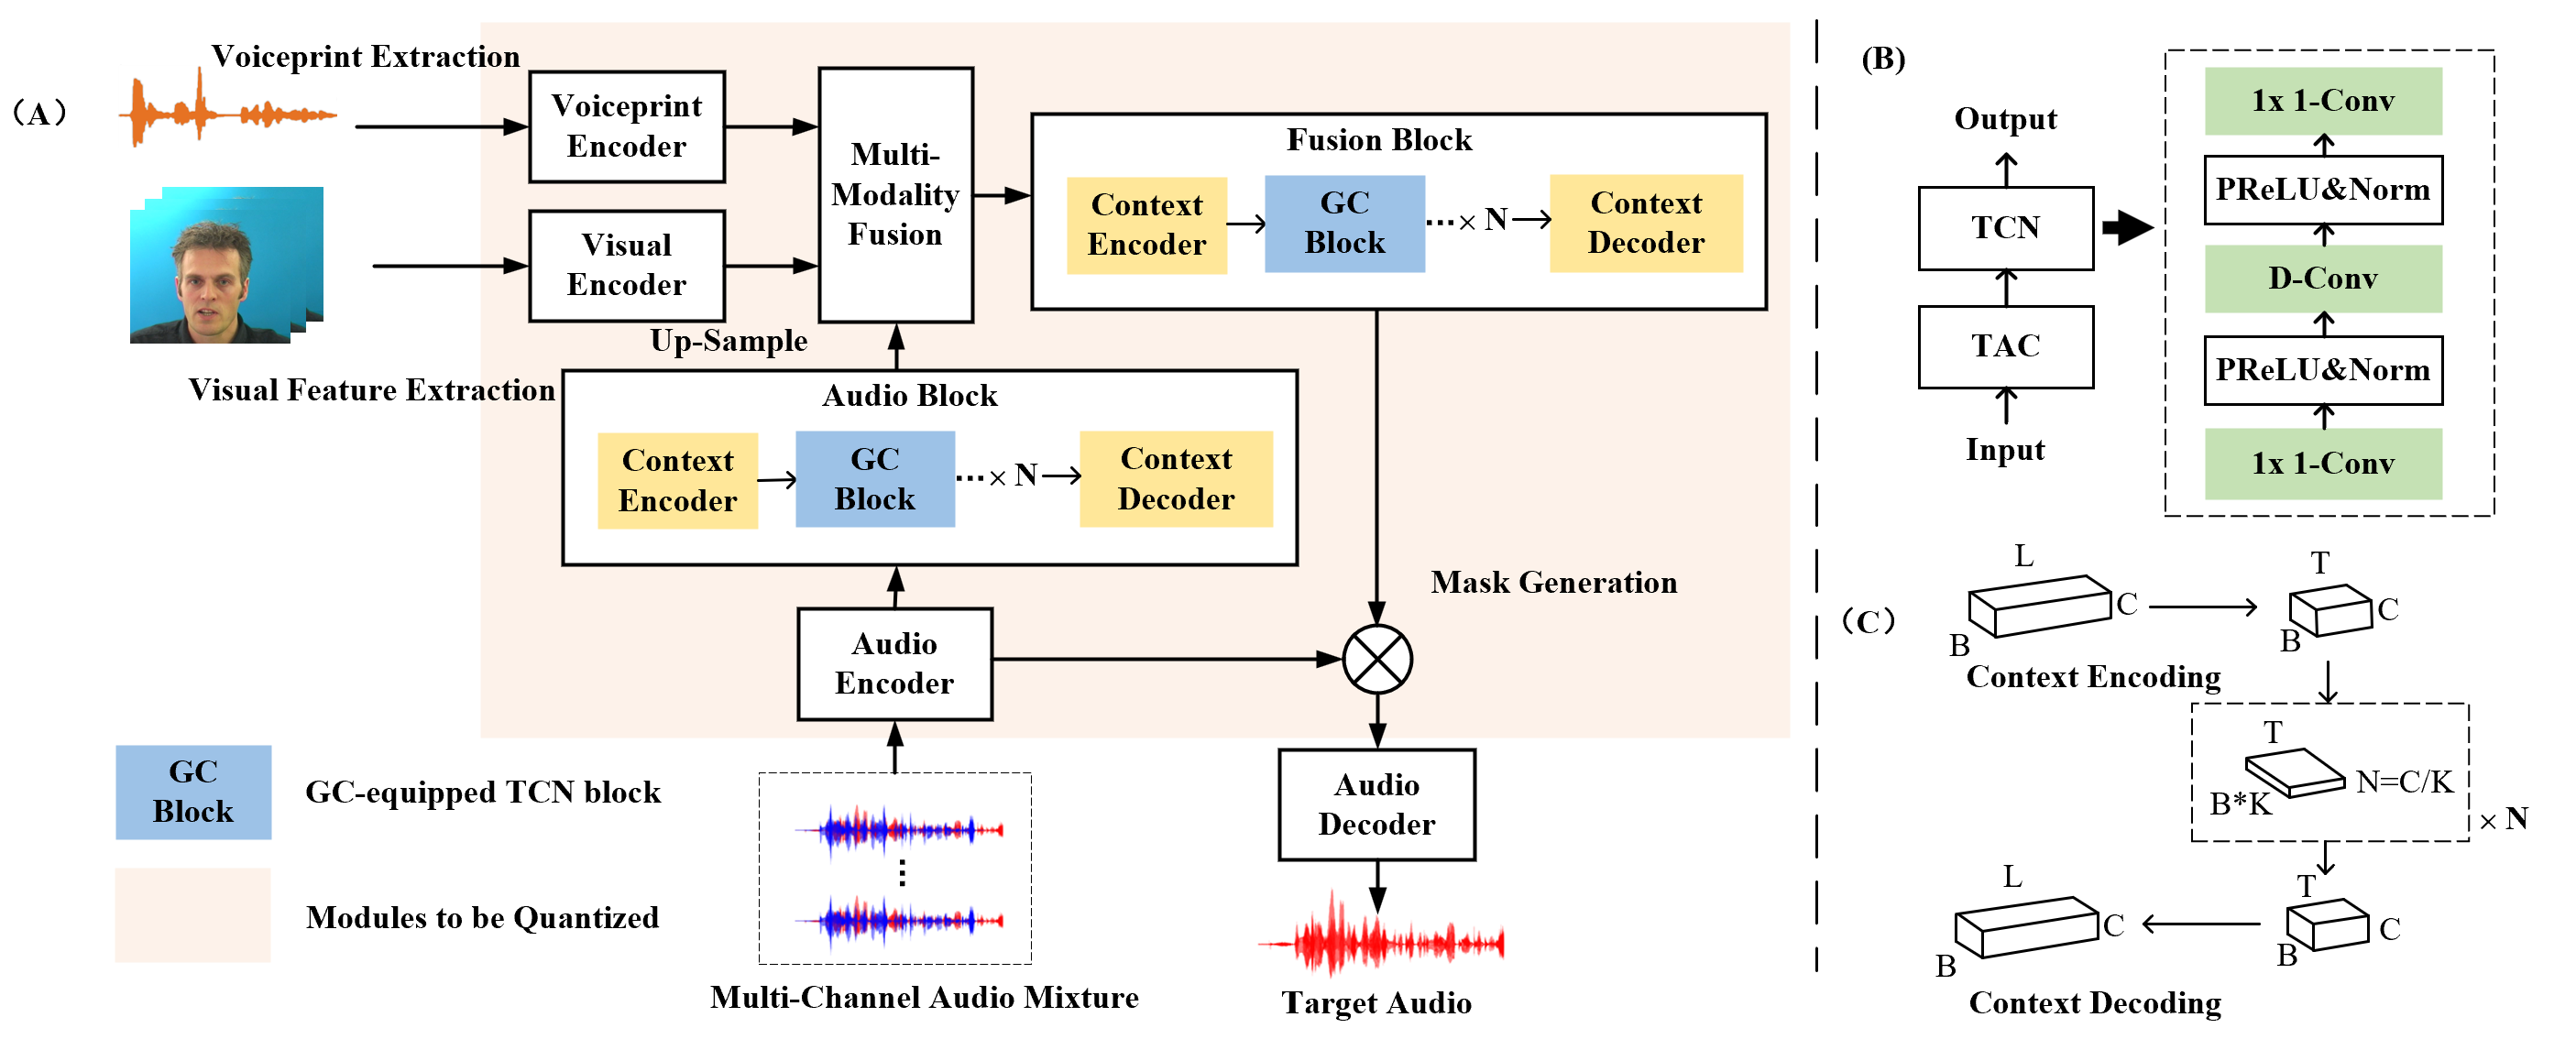 (A)
Voiceprint Extraction
Voiceprint
Encoder
Visual
Encoder
Up-Sample
Visual Feature Extraction
Multi-
Modality
Fusion
Fusion Block
Context
Encoder
GC
Block
...× N
Context
Decoder
Audio Block
Context
Encoder
GC
Block
...× N
Context
Decoder
Mask Generation
Audio
Encoder
Audio
Decoder
GC
Block
GC-equipped TCN block
Modules to be Quantized
⋮
Multi-Channel Audio Mixture
Target Audio
(B)
Output
TCN
TAC
Input
1x 1-Conv
PReLU&Norm
D-Conv
PReLU&Norm
1x 1-Conv
(C)
L
C
B
T
C
B
Context Encoding
T
B*K
N=C/K
× N
L
C
B
T
C
B
Context Decoding